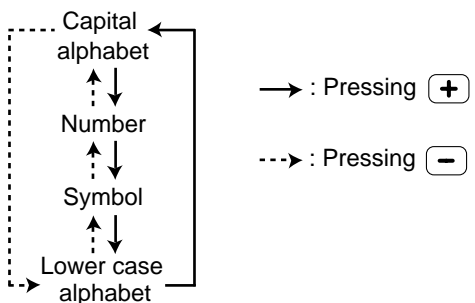 Capital
alphabet
Number
Symbol
Lower case
alphabet
: Pressing +
: Pressing −